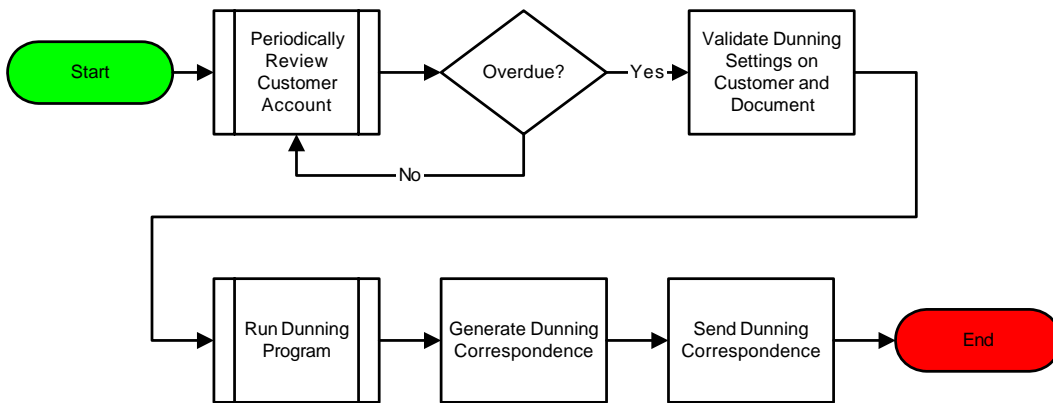 Start
Periodically
Review
Customer
Account
Overdue?
Yes
Validate Dunning
Settings on
Customer and
Document
No
Run Dunning
Program
Generate Dunning
Correspondence
Send Dunning
Correspondence
End